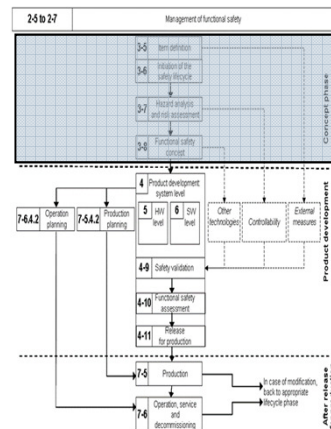 2-5 to 2-7
Management of functional safety
3-5
Item definition
3-6
Initiation of the
safety lifecycle
3-7
Hazard analysis
and risk assessment
3-8
Functional safety
concept
Concept phase
4
Product development
system level
5
HW
level
6
SW
level
7-6.4.2
Operation
planning
7-5.4.2
Production
planning
Other
technologies
Controllability
External
measures
Product development
4-9
Safety validation
4-10
Functional safety
assessment
4-11
Release
for production
7-5
Production
7-6
Operation, service
and
decommissioning
In case of modification,
back to appropriate
lifecycle phase
After release